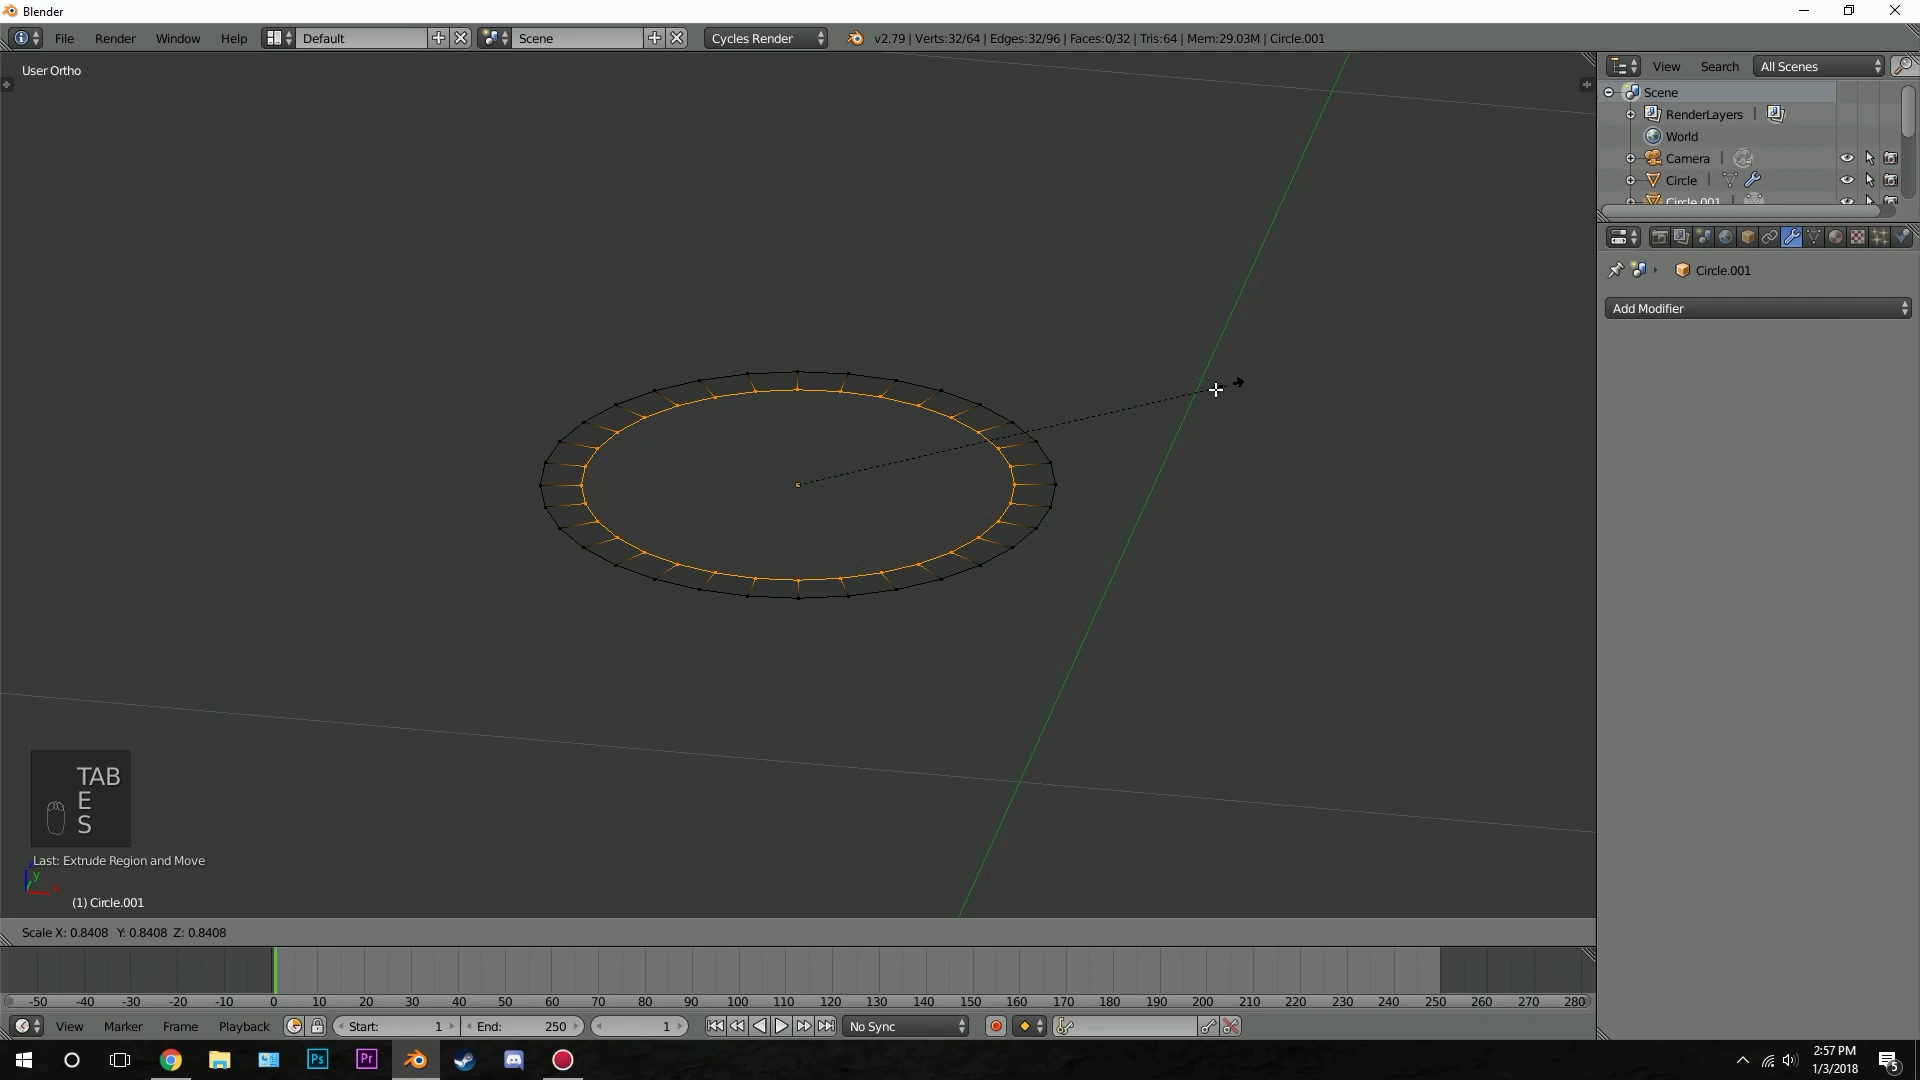 Blender
File Render Window Help Default Scene Cycles Render v2.79 | Verts:32/64 | Edges:32/96 | Faces:0/32 | Tris:64 | Mem:29.03M | Circle.001
User Ortho
View Search All Scenes
Scene
RenderLayers |
World
Camera |
Circle |
Circle.001 |
Circle.001
Add Modifier
TAB
E
S
Last: Extrude Region and Move
y
x
(1) Circle.001
Scale X: 0.8408 Y: 0.8408 Z: 0.8408
-50 -40 -30 -20 -10 0 10 20 30 40 50 60 70 80 90 100 110 120 130 140 150 160 170 180 190 200 210 220 230 240 250 260 270 280
View Marker Frame Playback Start: 1 End: 250 1 No Sync
Ps Pr
2:57 PM
1/3/2018
5